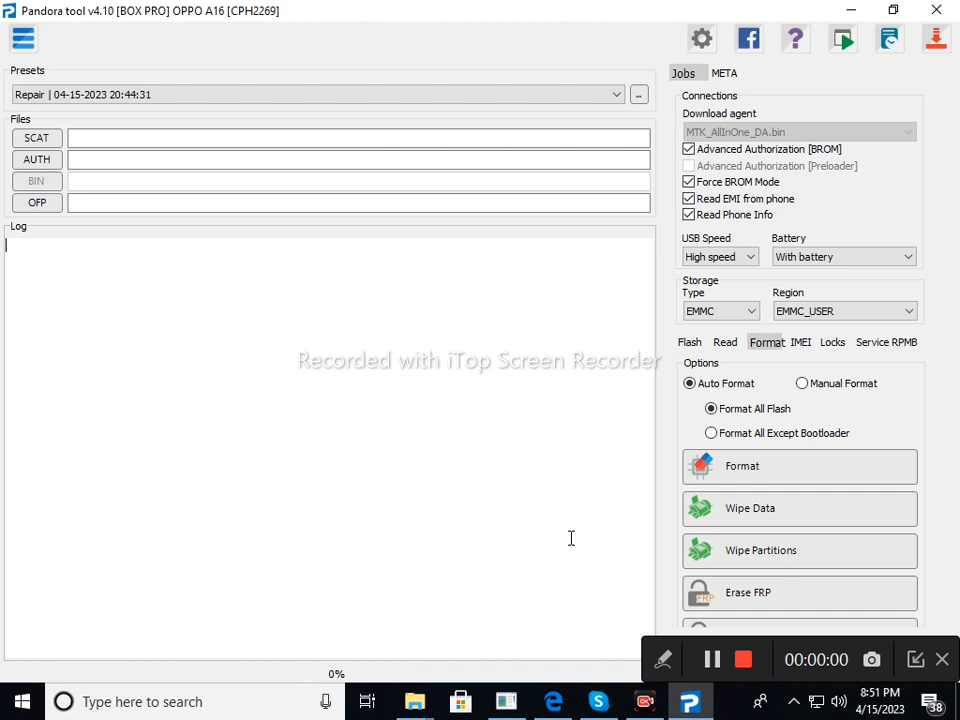 Pandora tool v4.10 [BOX PRO] OPPO A16 [CPH2269]
Presets
Repair | 04-15-2023 20:44:31
...
Files
SCAT
AUTH
BIN
OFP
Log
Recorded with iTop Screen Recorder
0%
Jobs META
Connections
Download agent
MTK_AllInOne_DA.bin
Advanced Authorization [BROM]
Advanced Authorization [Preloader]
Force BROM Mode
Read EMI from phone
Read Phone Info
USB Speed Battery
High speed With battery
Storage
Type Region
EMMC EMMC_USER
Flash Read Format IMEI Locks Service RPMB
Options
Auto Format Manual Format
Format All Flash
Format All Except Bootloader
Format
Wipe Data
Wipe Partitions
FRP Erase FRP
00:00:00
Type here to search
8:51 PM
4/15/2023
38